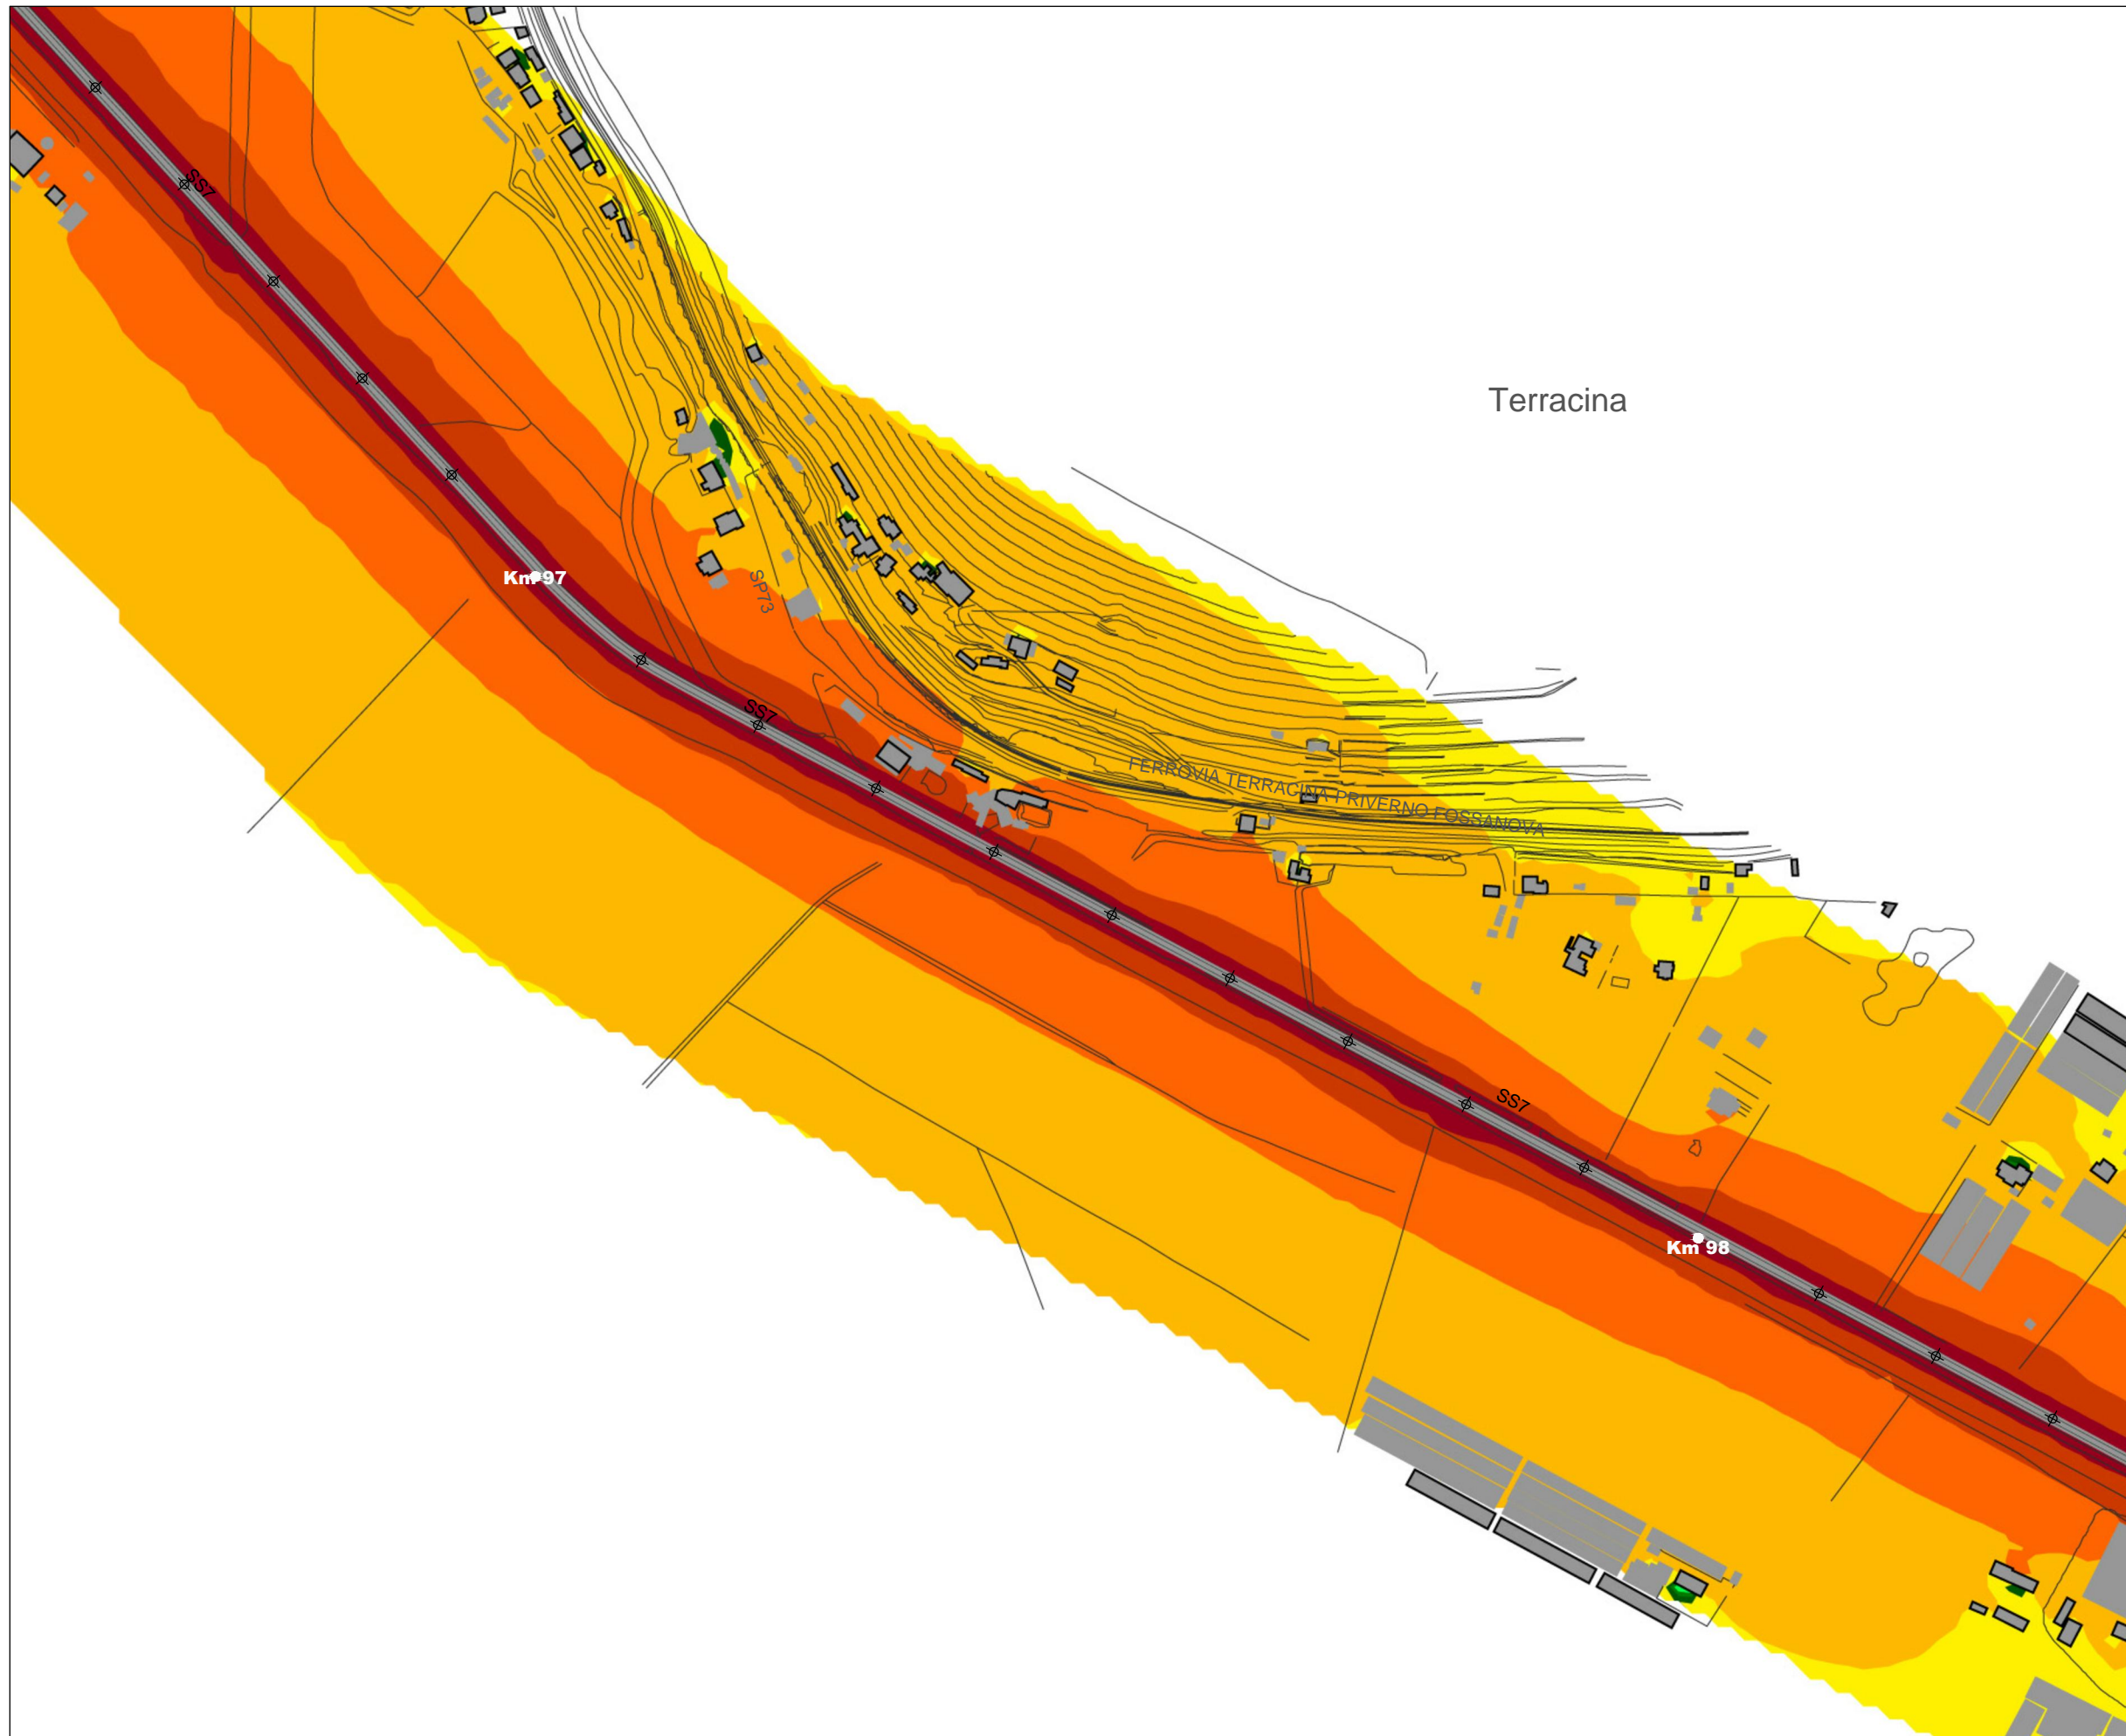 SS7
Terracina
Km 97
SP73
SS7
FERROVIA TERRACINA PRIVERNO FOSSANOVA
SS7
Km 98